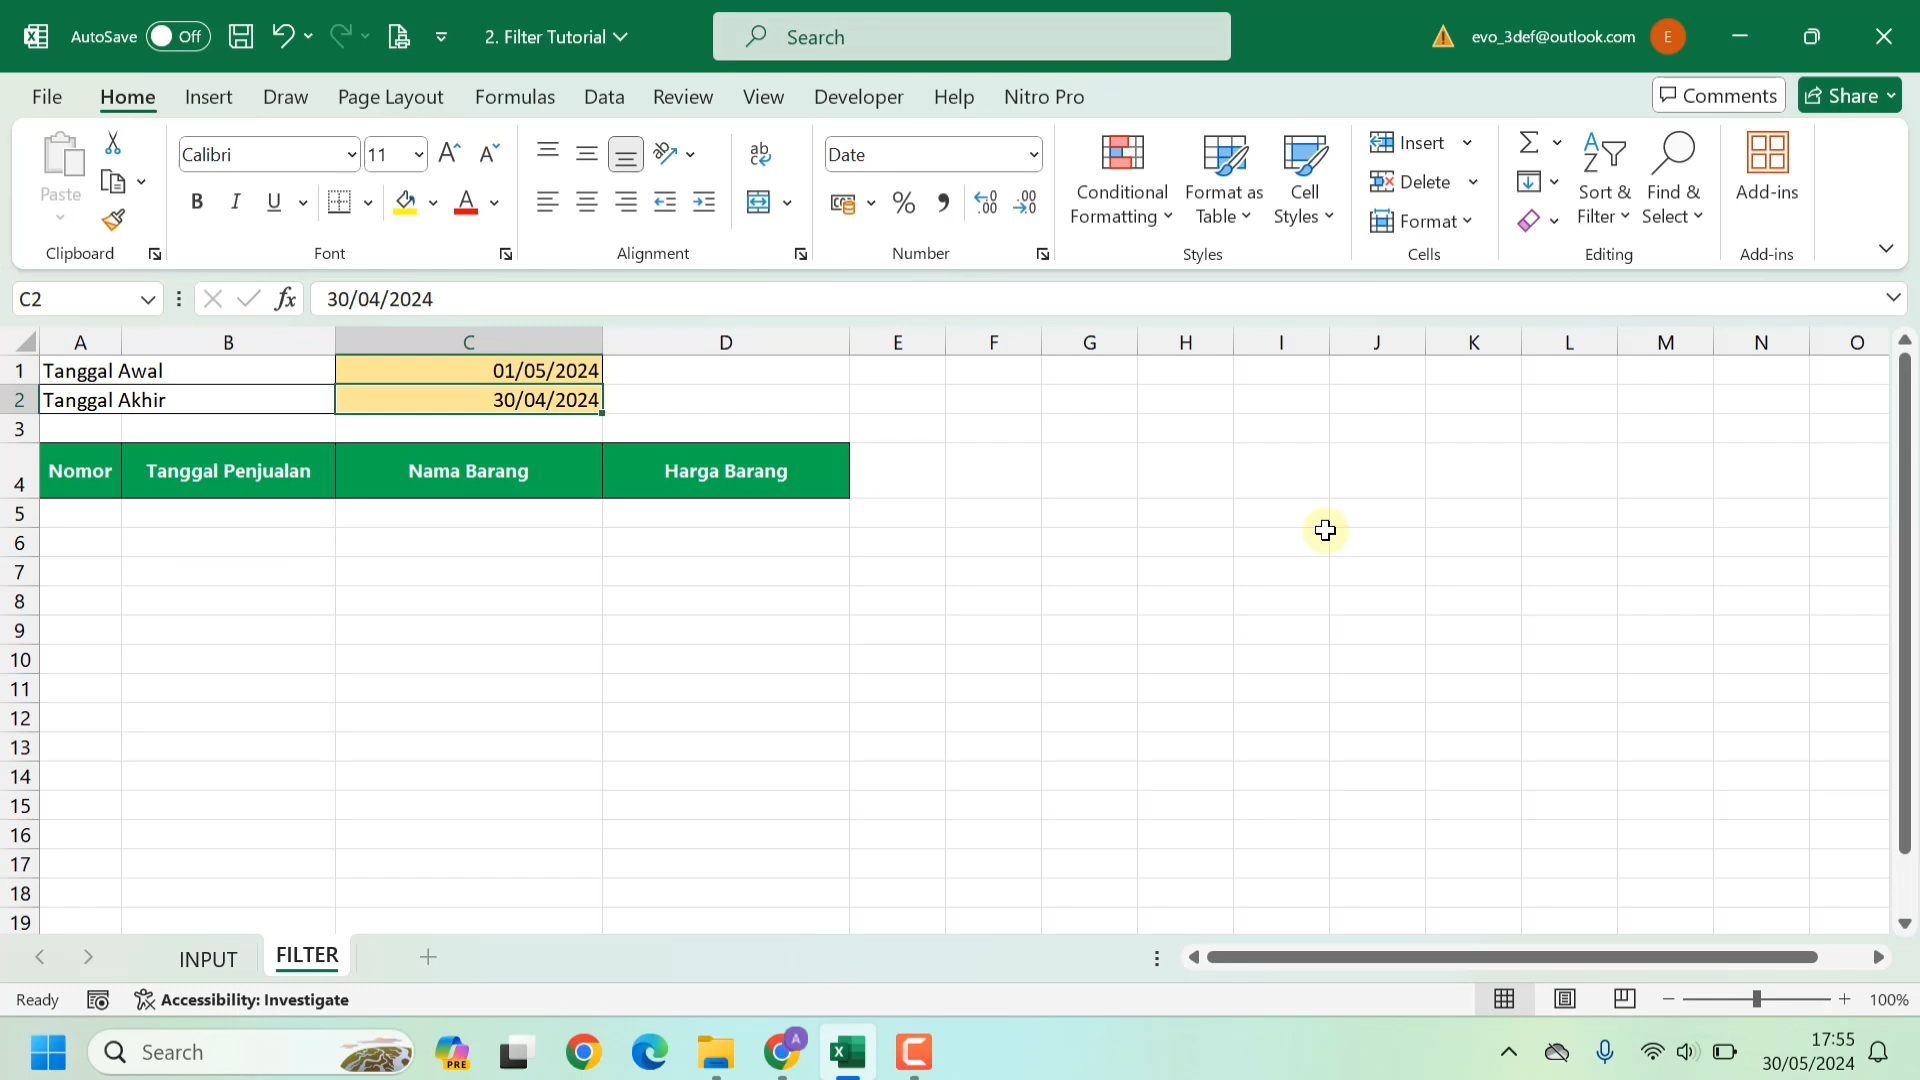 AutoSave Off 2. Filter Tutorial Search evo_3def@outlook.com E
File Home Insert Draw Page Layout Formulas Data Review View Developer Help Nitro Pro Comments Share
Paste
Clipboard
Calibri 11
B I U
Font
ab
Alignment
Date
% 9
Number
Conditional Formatting
Format as Table
Cell Styles
Styles
Insert
Delete
Format
Cells
Sort & Filter
Find & Select
Editing
Add-ins
Add-ins
C2 fx 30/04/2024
A B C D E F G H I J K L M N O
1 Tanggal Awal 01/05/2024
2 Tanggal Akhir 30/04/2024
3
4 Nomor Tanggal Penjualan Nama Barang Harga Barang
5
6
7
8
9
10
11
12
13
14
15
16
17
18
19
INPUT FILTER
Ready Accessibility: Investigate 100%
Search PRE A 17:55
30/05/2024